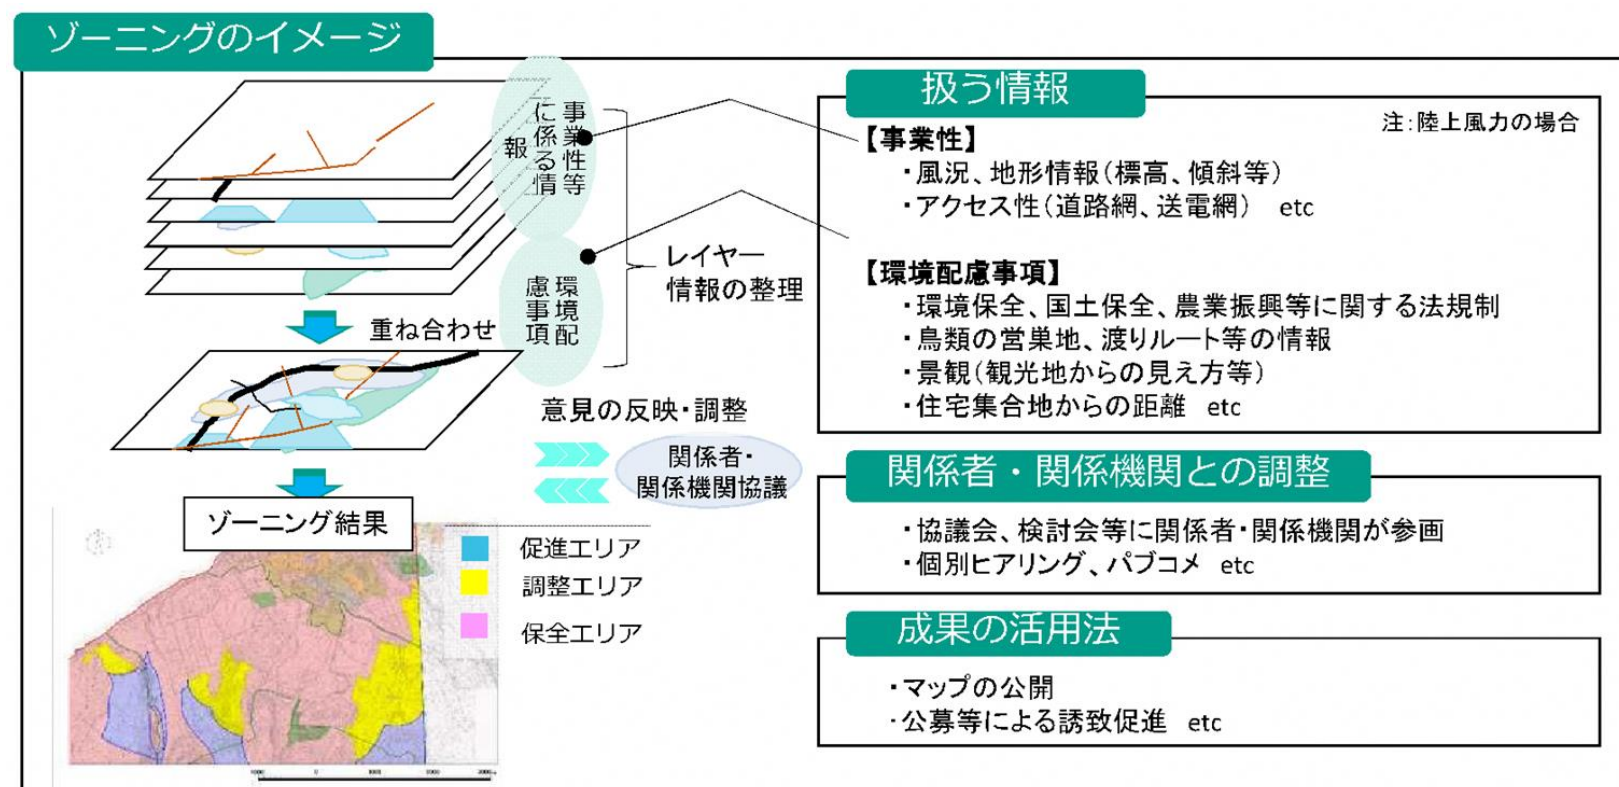 ゾーニングのイメージ
事業性等
に係る情
報
環境配
慮事項
レイヤー
情報の整理
重ね合わせ
意見の反映・調整
関係者・
関係機関協議
ゾーニング結果
促進エリア
調整エリア
保全エリア
扱う情報
注:陸上風力の場合
【事業性】
・風況、地形情報(標高、傾斜等)
・アクセス性(道路網、送電網) etc
【環境配慮事項】
・環境保全、国土保全、農業振興等に関する法規制
・鳥類の営巣地、渡りルート等の情報
・景観(観光地からの見え方等)
・住宅集合地からの距離 etc
関係者・関係機関との調整
・協議会、検討会等に関係者・関係機関が参画
・個別ヒアリング、パブコメ etc
成果の活用法
・マップの公開
・公募等による誘致促進 etc